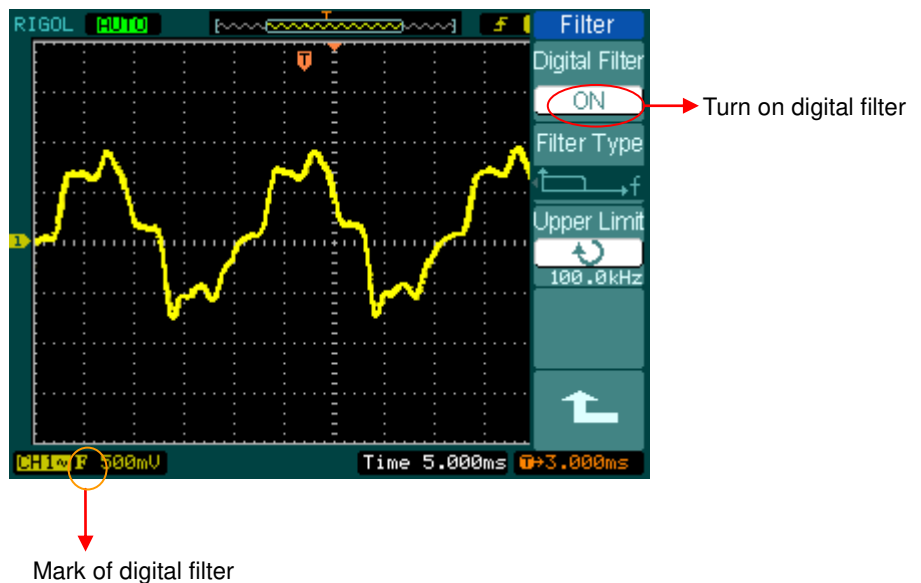 RIGOL AUTO
T
Filter
Digital Filter
ON
Turn on digital filter
T
Filter Type
f
Upper Limit
1
100.0kHz
CH1~ F 500mV
Time 5.000ms
T→3.000ms
Mark of digital filter